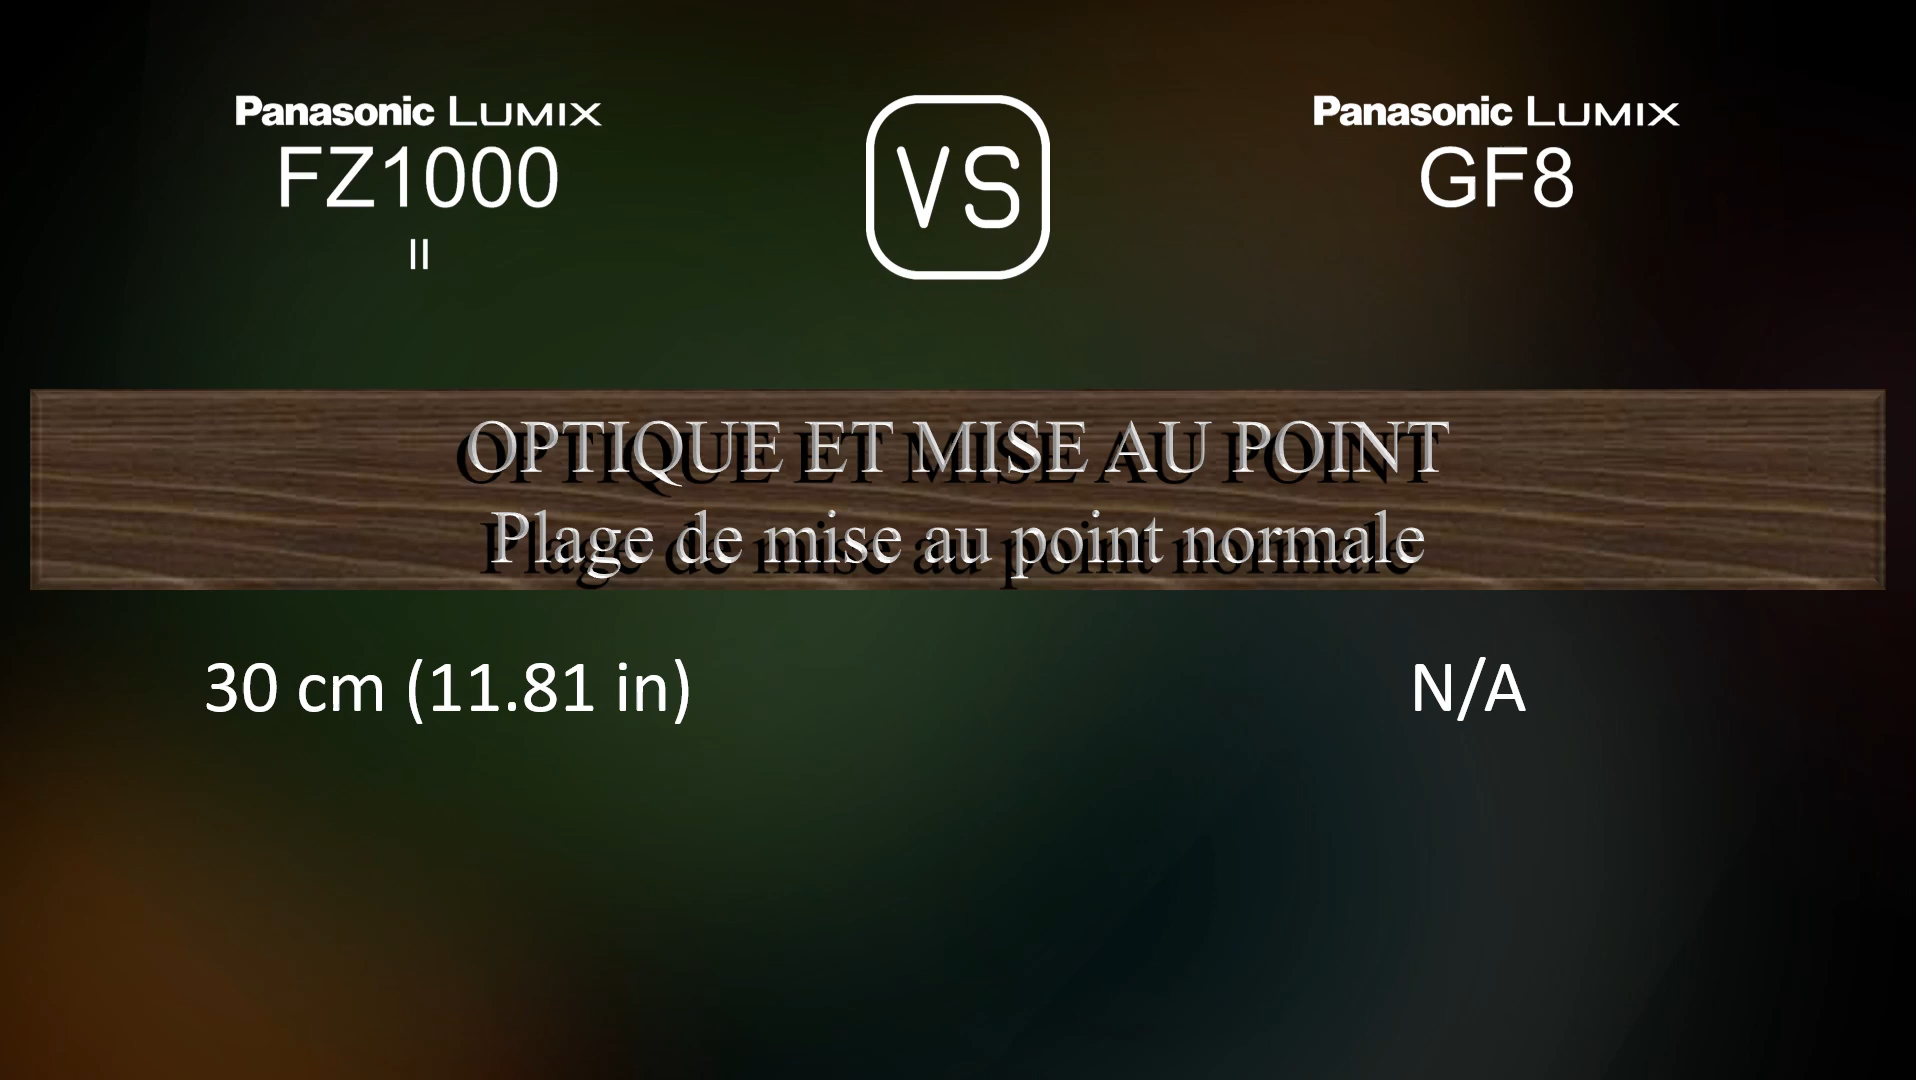 Panasonic LUMIX
FZ1000
II
VS
Panasonic LUMIX
GF8
OPTIQUE ET MISE AU POINT
Plage de mise au point normale
30 cm (11.81 in)
N/A